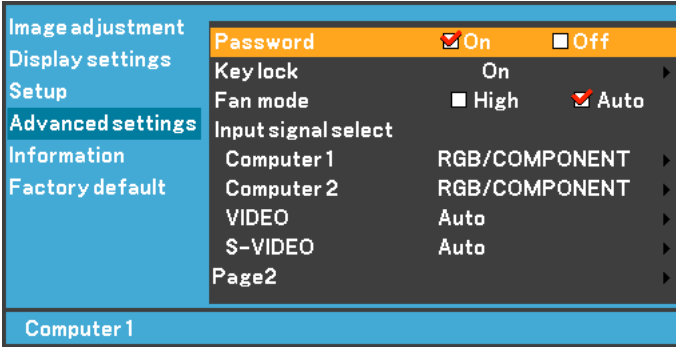 Image adjustment
Display settings
Setup
Advanced settings
Information
Factory default
Password On Off
Key lock On
Fan mode High Auto
Input signal select
Computer 1 RGB/COMPONENT
Computer 2 RGB/COMPONENT
VIDEO Auto
S-VIDEO Auto
Page2
Computer 1